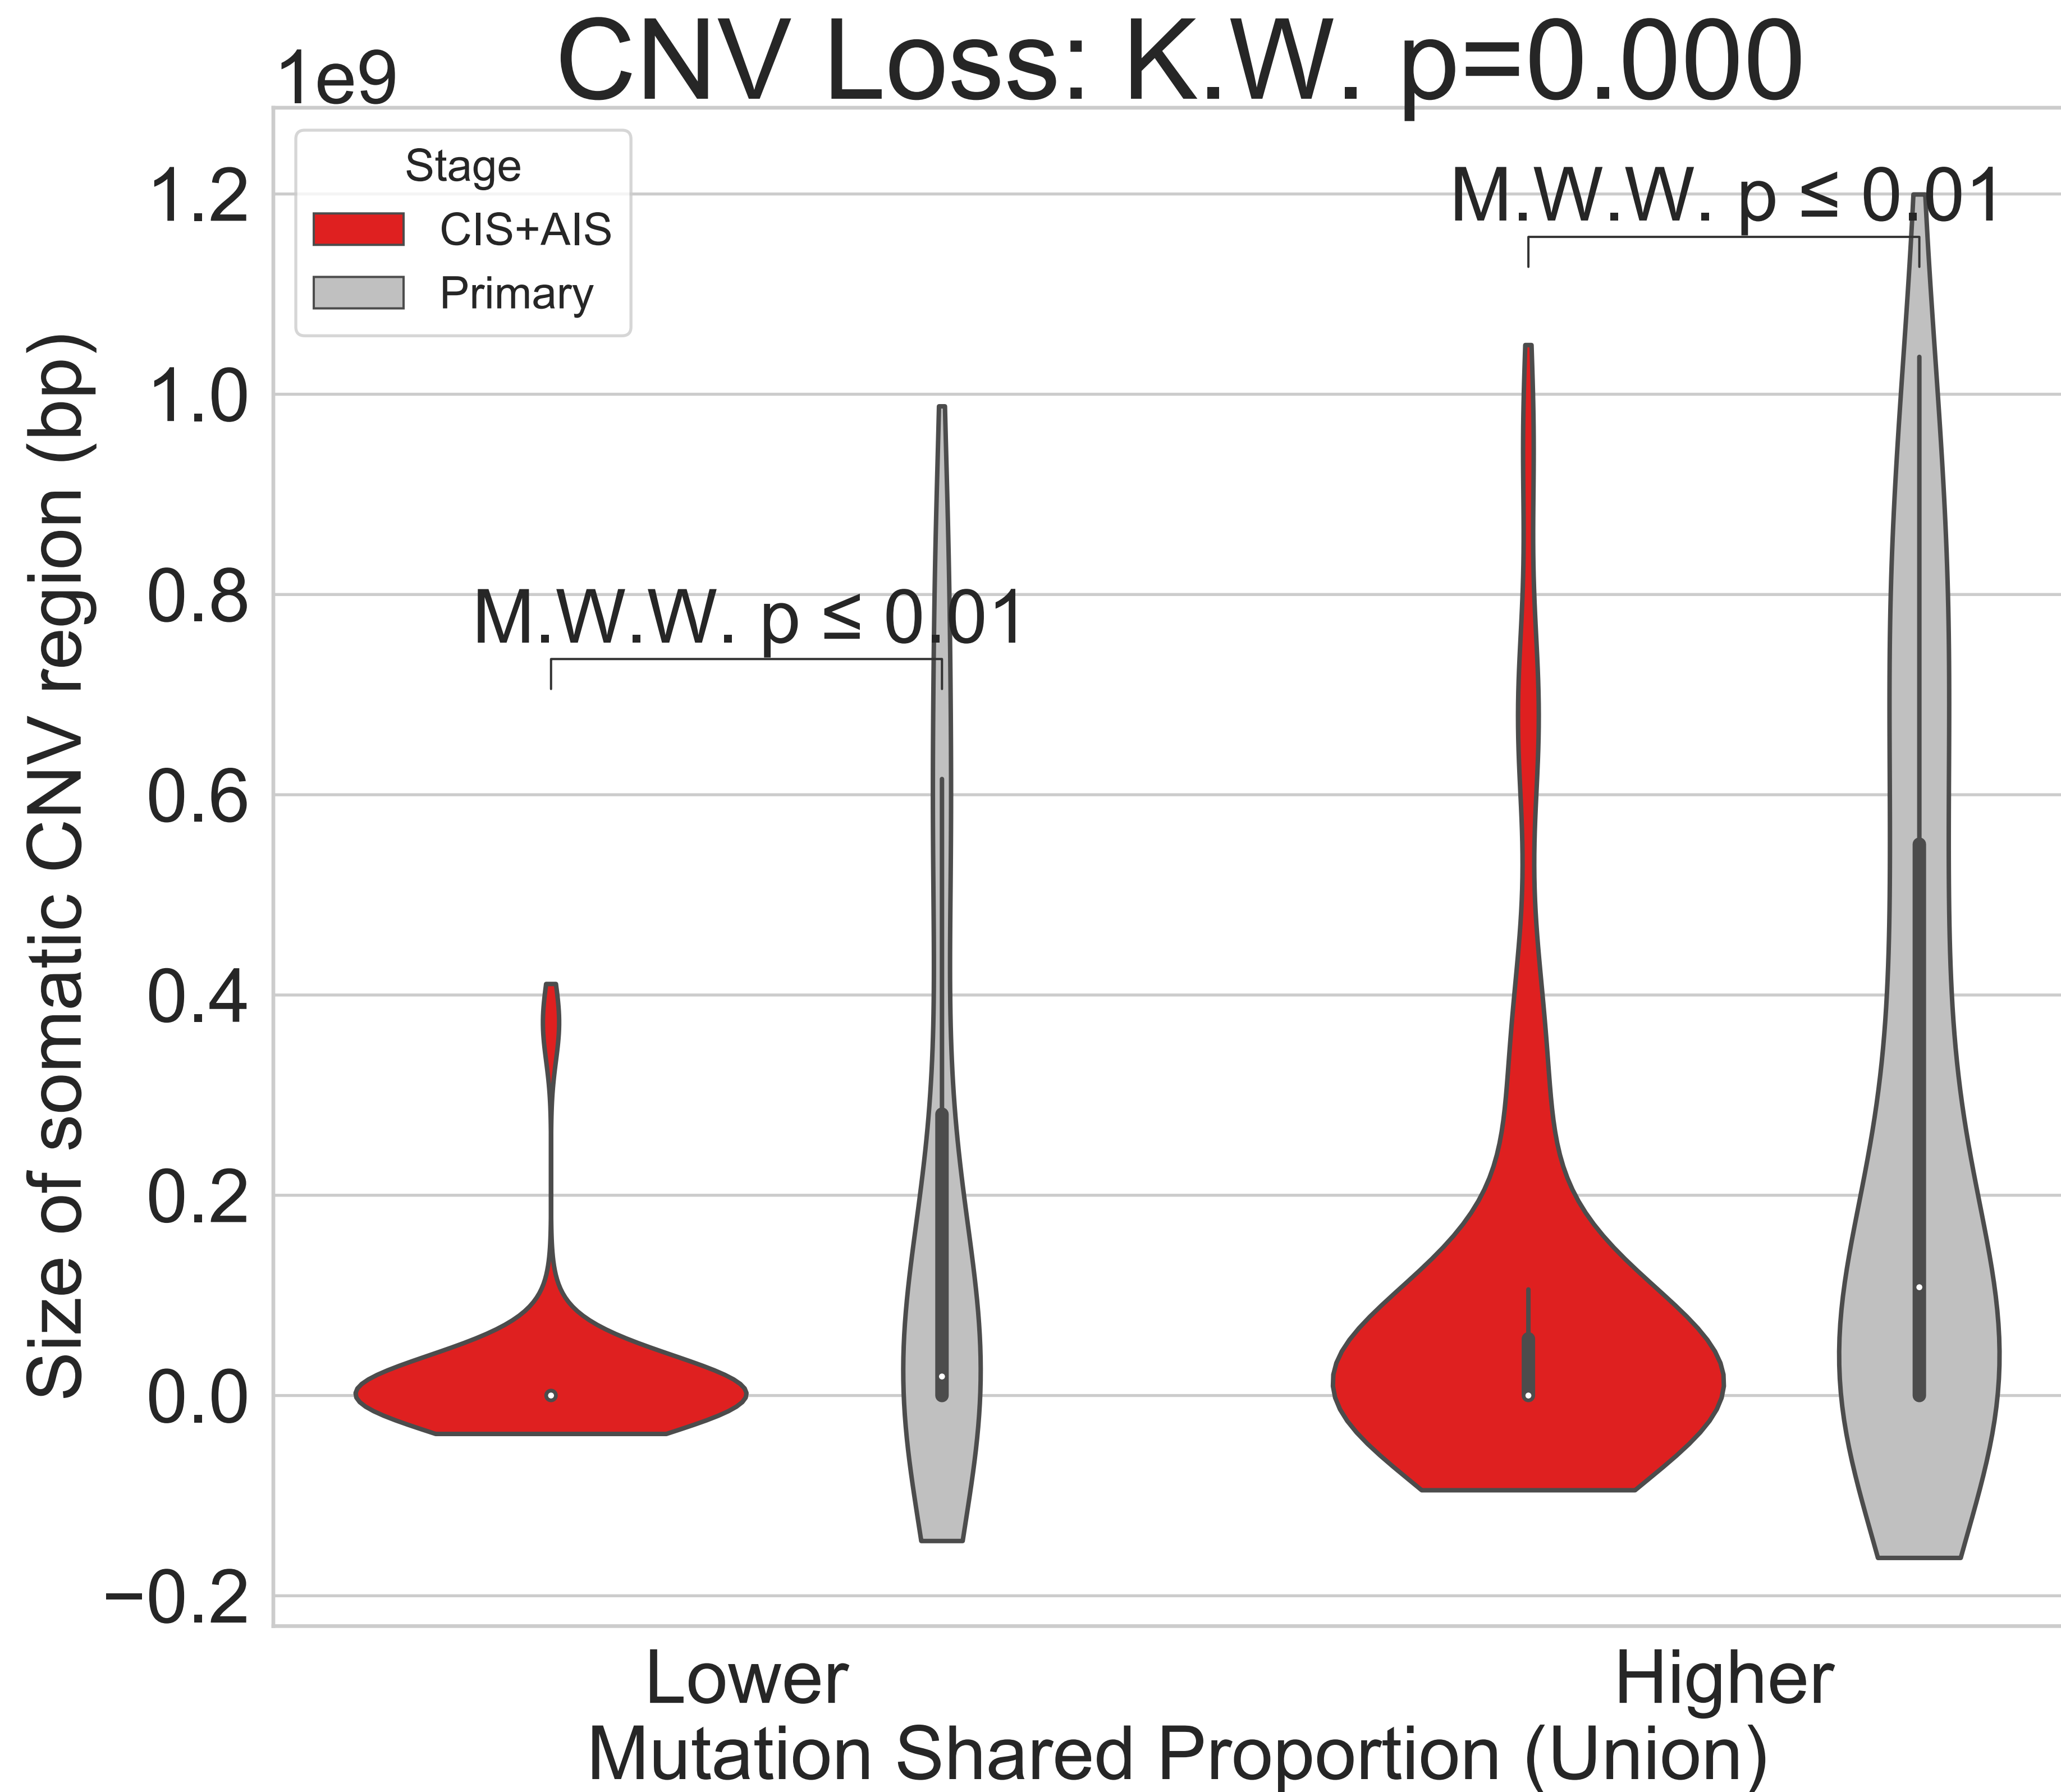 CNV Loss: K.W. p=0.000
1e9
Stage
CIS+AIS
Primary
M.W.W. p ≤ 0.01
M.W.W. p ≤ 0.01
Size of somatic CNV region (bp)
1.2
1.0
0.8
0.6
0.4
0.2
0.0
−0.2
Lower
Higher
Mutation Shared Proportion (Union)